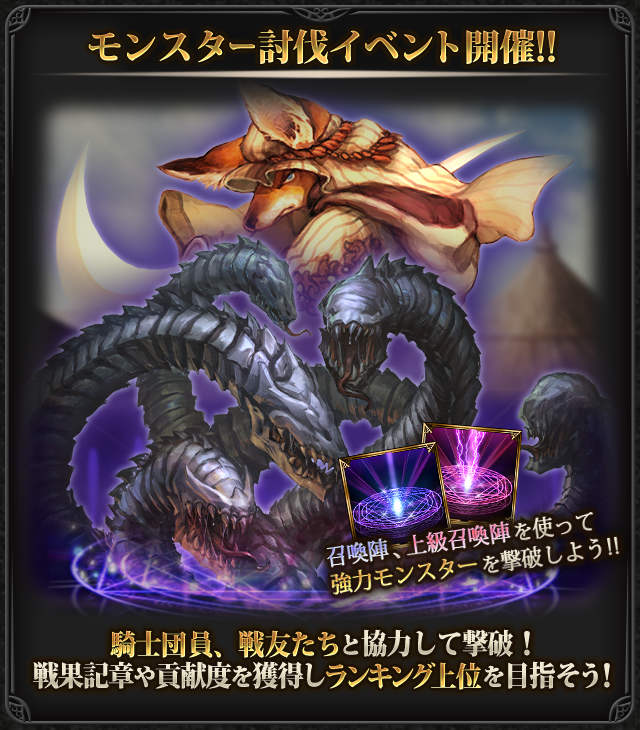 モンスター討伐イベント開催!!
召喚陣、上級召喚陣を使って
強力モンスターを撃破しよう!!
騎士団員、戦友たちと協力して撃破！
戦果記章や貢献度を獲得しランキング上位を目指そう!